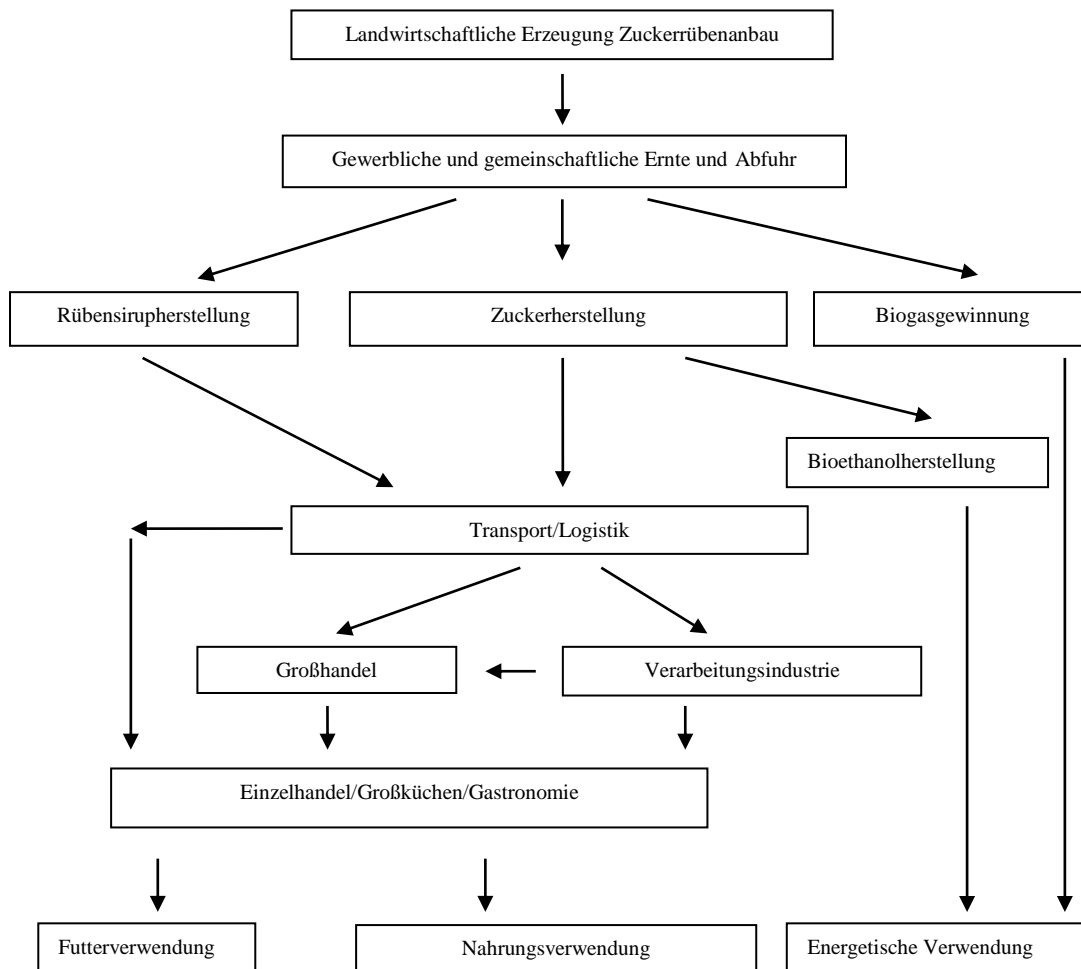 Landwirtschaftliche Erzeugung Zuckerrübenanbau
Gewerbliche und gemeinschaftliche Ernte und Abfuhr
Rübensirupherstellung
Zuckerherstellung
Biogasgewinnung
Bioethanolherstellung
Transport/Logistik
Großhandel
Verarbeitungsindustrie
Einzelhandel/Großküchen/Gastronomie
Futterverwendung
Nahrungsverwendung
Energetische Verwendung